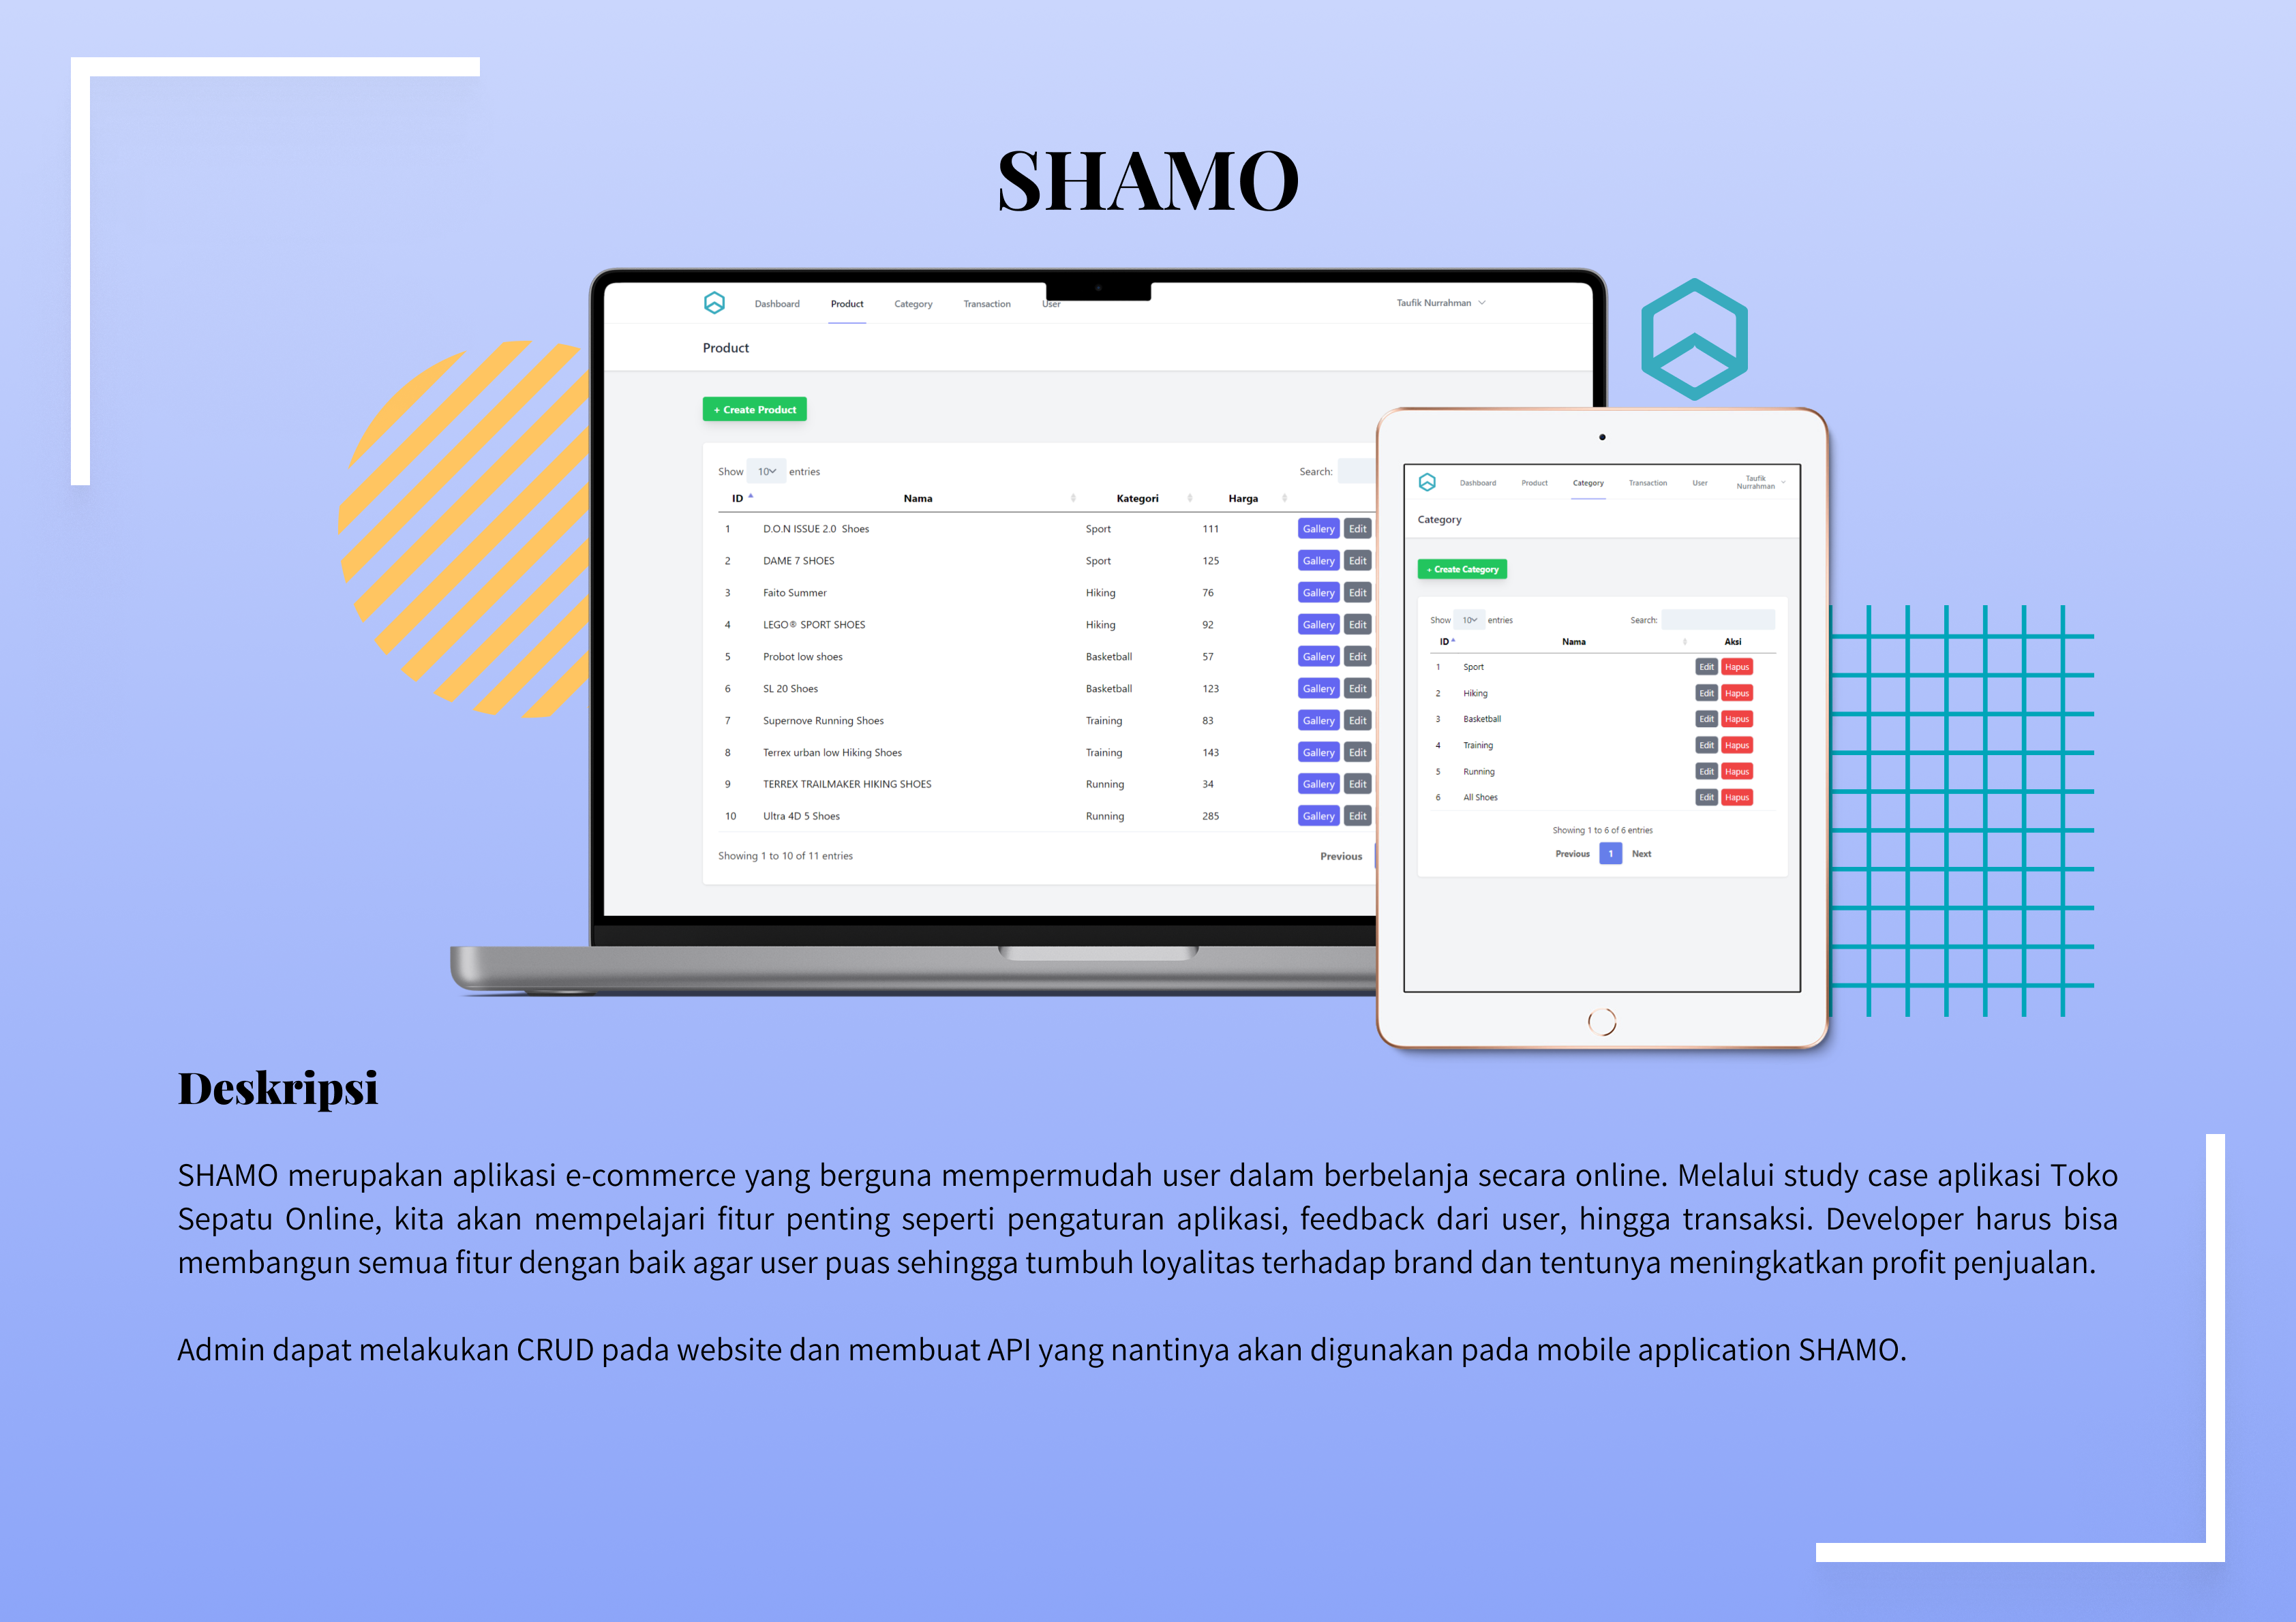 SHAMO
Dashboard Product Category Transaction User Taufik Nurrahman
Product
+ Create Product
Show 10 entries Search:
ID Nama Kategori Harga
1 D.O.N ISSUE 2.0 Shoes Sport 111 Gallery Edit
2 DAME 7 SHOES Sport 125 Gallery Edit
3 Faito Summer Hiking 76 Gallery Edit
4 LEGO® SPORT SHOES Hiking 92 Gallery Edit
5 Probot low shoes Basketball 57 Gallery Edit
6 SL 20 Shoes Basketball 123 Gallery Edit
7 Supernove Running Shoes Training 83 Gallery Edit
8 Terrex urban low Hiking Shoes Training 143 Gallery Edit
9 TERREX TRAILMAKER HIKING SHOES Running 34 Gallery Edit
10 Ultra 4D 5 Shoes Running 285 Gallery Edit
Showing 1 to 10 of 11 entries Previous
Dashboard Product Category Transaction User Taufik
Nurrahman
Category
+ Create Category
Show 10 entries Search:
ID Nama Aksi
1 Sport Edit Hapus
2 Hiking Edit Hapus
3 Basketball Edit Hapus
4 Training Edit Hapus
5 Running Edit Hapus
6 All Shoes Edit Hapus
Showing 1 to 6 of 6 entries
Previous 1 Next
Deskripsi
SHAMO merupakan aplikasi e-commerce yang berguna mempermudah user dalam berbelanja secara online. Melalui study case aplikasi Toko
Sepatu Online, kita akan mempelajari fitur penting seperti pengaturan aplikasi, feedback dari user, hingga transaksi. Developer harus bisa
membangun semua fitur dengan baik agar user puas sehingga tumbuh loyalitas terhadap brand dan tentunya meningkatkan profit penjualan.
Admin dapat melakukan CRUD pada website dan membuat API yang nantinya akan digunakan pada mobile application SHAMO.